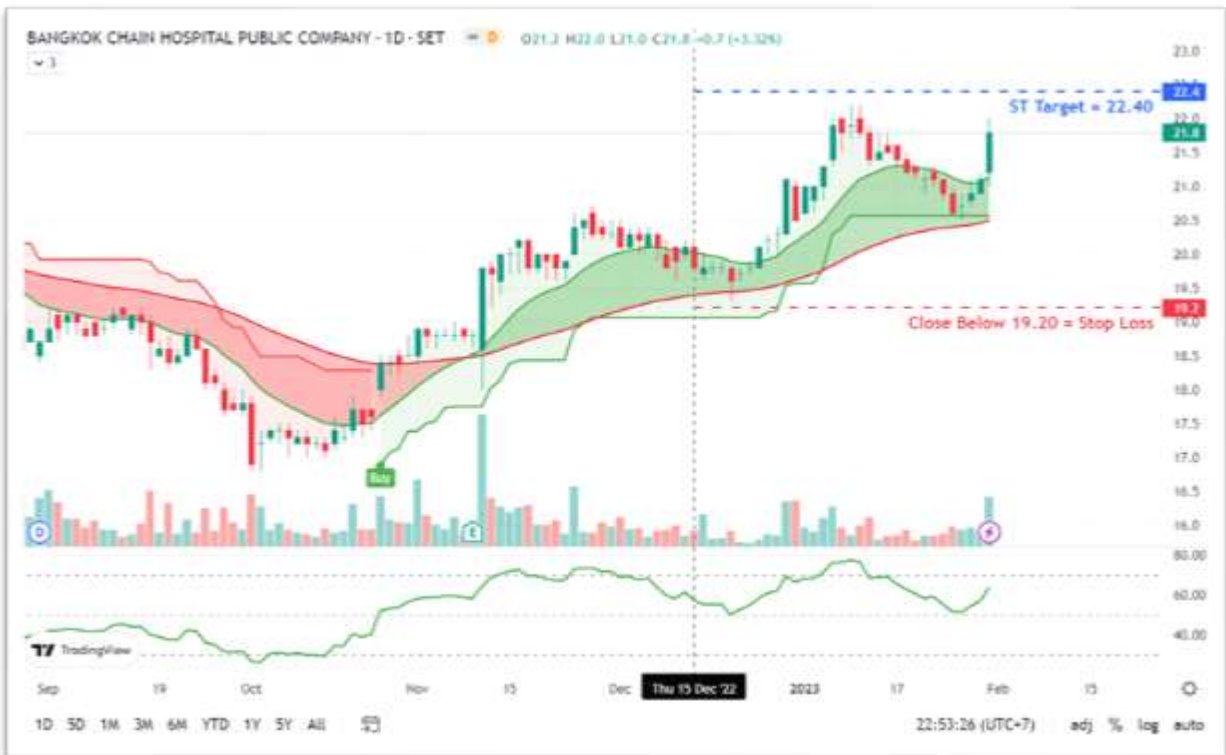 BANGKOK CHAIN HOSPITAL PUBLIC COMPANY - 1D - SET D O21.2 H22.0 L21.0 C21.8 +0.7 (+3.32%)
3
23.0
22.4
ST Target = 22.40
22.0
21.8
21.5
21.0
20.5
20.0
19.5
19.2
Close Below 19.20 = Stop Loss
19.0
18.5
18.0
17.5
17.0
Buy
16.5
D E 16.0
80.00
60.00
40.00
TradingView
Sep 19 Oct Nov 15 Dec Thu 15 Dec '22 2023 17 Feb 15
1D 5D 1M 3M 6M YTD 1Y 5Y All 22:53:26 (UTC+7) adj % log auto